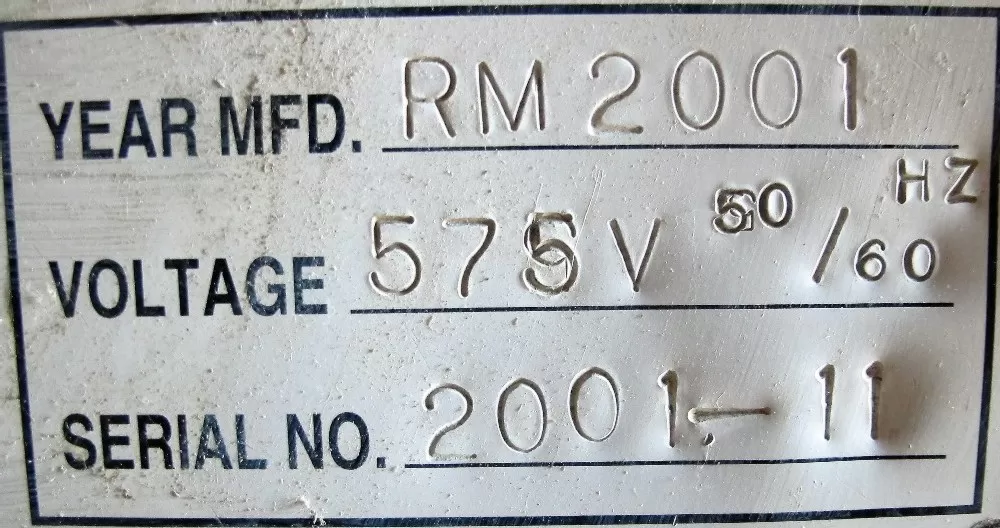 YEAR MFD. RM 2001
VOLTAGE 575V 50/60 HZ
SERIAL NO. 2001-11